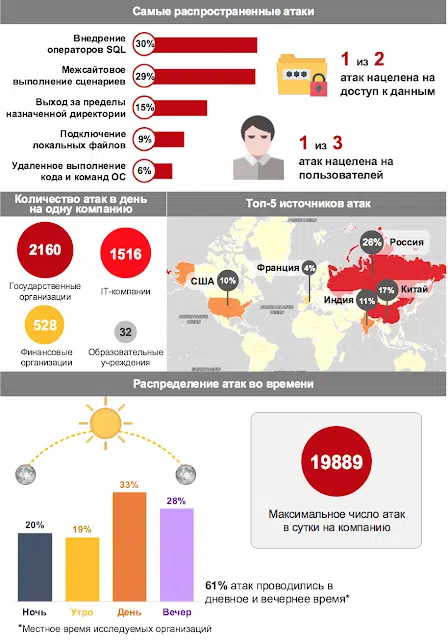 Самые распространенные атаки
Внедрение
операторов SQL
30%
Межсайтовое
выполнение сценариев
29%
Выход за пределы
назначенной директории
15%
Подключение
локальных файлов
9%
Удаленное выполнение
кода и команд ОС
6%
***
1 из 2
атак нацелена на
доступ к данным
1 из 3
атак нацелена на
пользователей
Количество атак в день
на одну компанию
2160
Государственные
организации
1516
IT-компании
528
Финансовые
организации
32
Образовательные
учреждения
Топ-5 источников атак
26% Россия
Франция 4%
США 10%
17% Китай
Индия 11%
Распределение атак во времени
20%
19%
33%
28%
Ночь
Утро
День
Вечер
19889
Максимальное число атак
в сутки на компанию
61% атак проводились в
дневное и вечернее время*
*Местное время исследуемых организаций